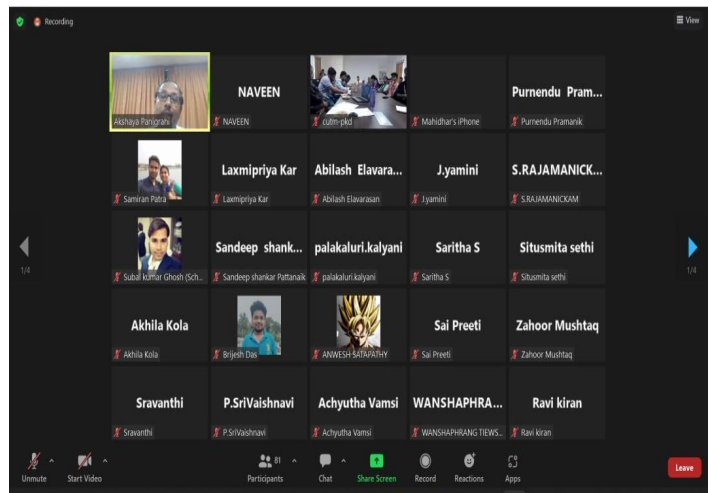 Recording
View
Akshaya Panigrahi
NAVEEN
NAVEEN
cutm-pkd
Mahidhar's iPhone
Purnendu Pram...
Purnendu Pramanik
Samiran Patra
Laxmipriya Kar
Laxmipriya Kar
Abilash Elavara...
Abilash Elavarasan
J.yamini
J.yamini
S.RAJAMANICK...
S.RAJAMANICKAM
Subal kumar Ghosh (Sch...
Sandeep shank...
Sandeep shankar Pattanaik
palakaluri.kalyani
palakaluri.kalyani
Saritha S
Saritha S
Situsmita sethi
Situsmita sethi
1/4
1/4
Akhila Kola
Akhila Kola
Brijesh Das
ANWESH SATAPATHY
Sai Preeti
Sai Preeti
Zahoor Mushtaq
Zahoor Mushtaq
Sravanthi
Sravanthi
P.SriVaishnavi
P.SriVaishnavi
Achyutha Vamsi
Achyutha Vamsi
WANSHAPHRA...
WANSHAPHRANG TIEWS...
Ravi kiran
Ravi kiran
Unmute
Start Video
81
Participants
Chat
Share Screen
Record
Reactions
Apps
Leave